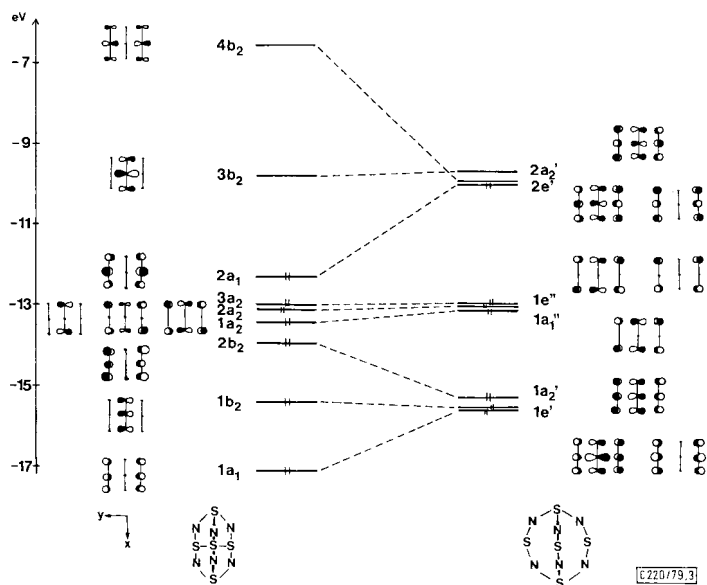 eV
-7
-9
-11
-13
-15
-17
4b₂
3b₂
2a₁
3a₂
2a₂
1a₂
2b₂
1b₂
1a₁
2a₂'
2e'
1e"
1a₁"
1a₂'
1e'
y
x
S
N N N
S S S
N N N
S
S
N N N
S S S
N N N
S
C220/79.3